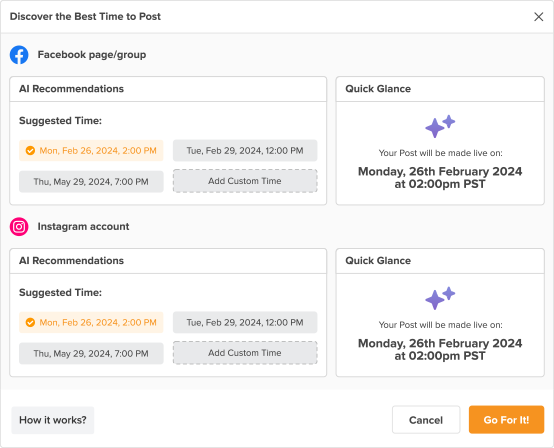 Discover the Best Time to Post
Facebook page/group
AI Recommendations
Suggested Time:
Mon, Feb 26, 2024, 2:00 PM
Tue, Feb 29, 2024, 12:00 PM
Thu, May 29, 2024, 7:00 PM
Add Custom Time
Quick Glance
Your Post will be made live on:
Monday, 26th February 2024
at 02:00pm PST
Instagram account
AI Recommendations
Suggested Time:
Mon, Feb 26, 2024, 2:00 PM
Tue, Feb 29, 2024, 12:00 PM
Thu, May 29, 2024, 7:00 PM
Add Custom Time
Quick Glance
Your Post will be made live on:
Monday, 26th February 2024
at 02:00pm PST
How it works?
Cancel
Go For It!